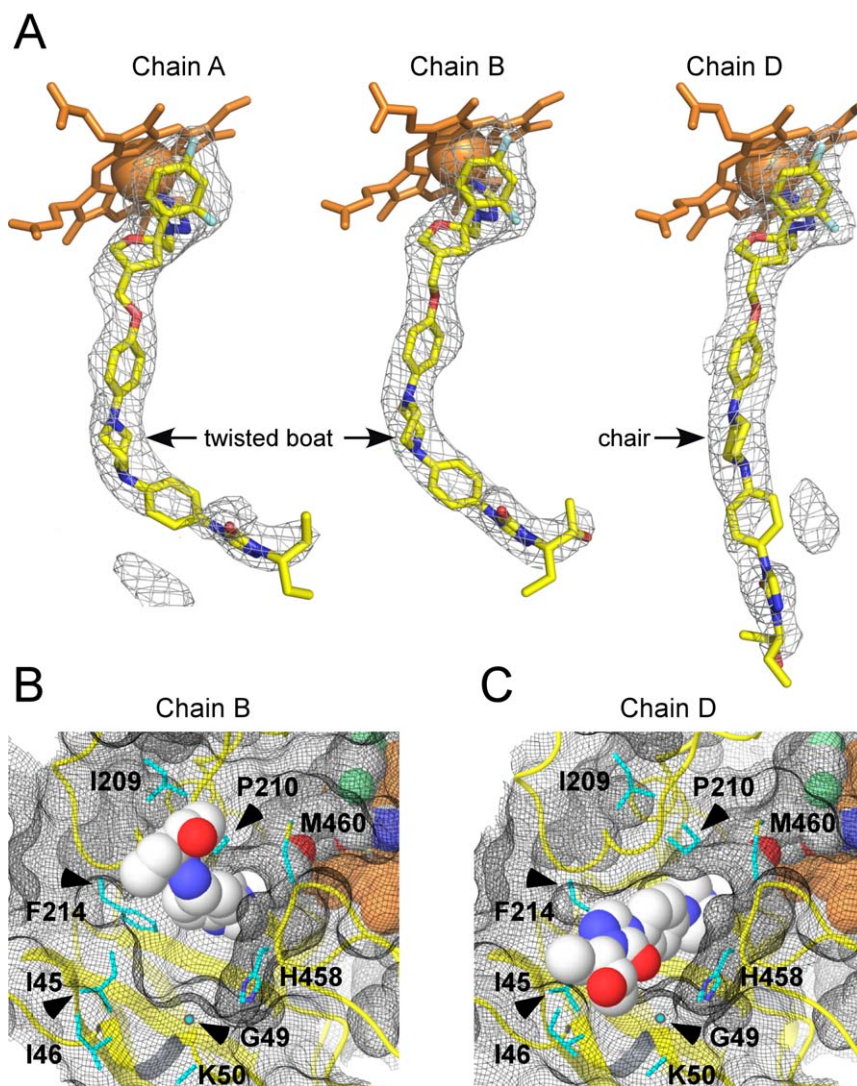 A
Chain A Chain B Chain D
twisted boat chair
B C
Chain B Chain D
I209 P210 I209 P210
M460 M460
F214 F214
I45 H458 I45 H458
I46 G49 I46 G49
K50 K50